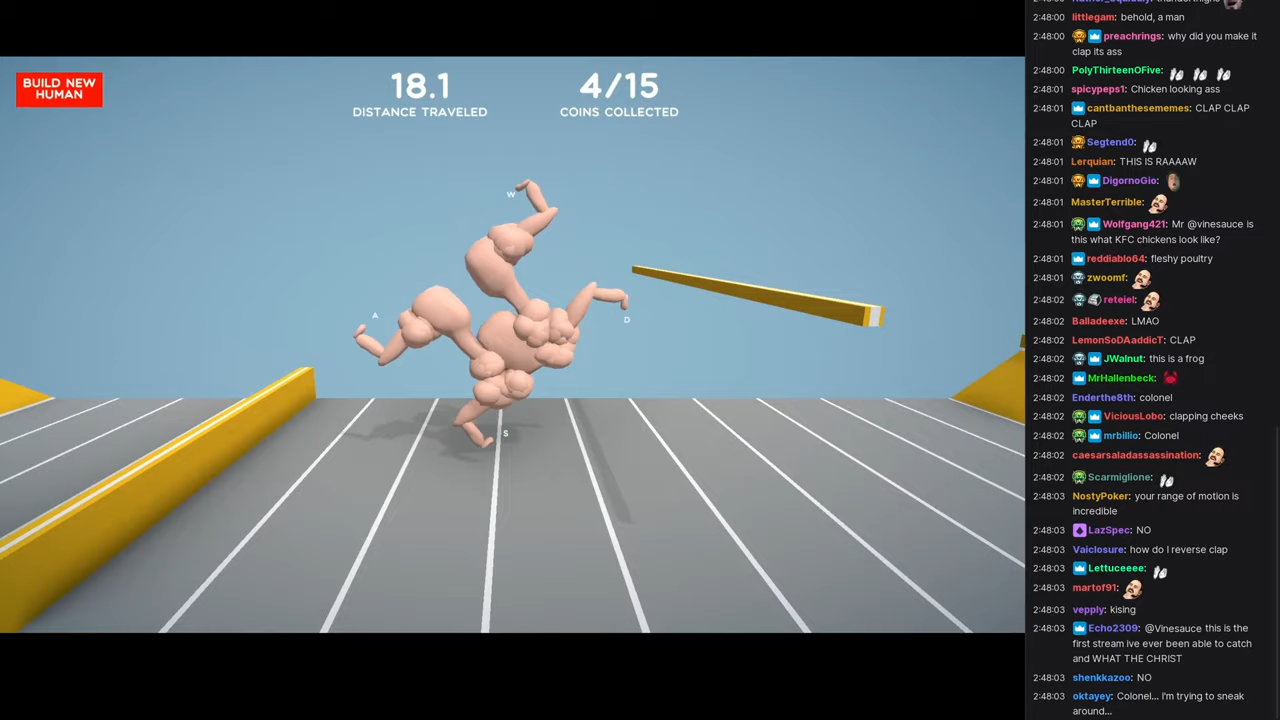 BUILD NEW
HUMAN
18.1
DISTANCE TRAVELED
4/15
COINS COLLECTED
W
A
D
S
2:48:00 littlegam: behold, a man
2:48:00 preachrings: why did you make it
clap its ass
2:48:00 PolyThirteenOFive:
2:48:01 spicypeps1: Chicken looking ass
2:48:01 cantbanthesememes: CLAP CLAP
CLAP
2:48:01 Segtend0:
2:48:01 Lerquian: THIS IS RAAAAW
2:48:01 DigornoGio:
2:48:01 MasterTerrible:
2:48:01 Wolfgang421: Mr @vinesauce is
this what KFC chickens look like?
2:48:01 reddiablo64: fleshy poultry
2:48:01 zwoomf:
2:48:02 reteiel:
2:48:02 Balladeexe: LMAO
2:48:02 LemonSoDAaddicT: CLAP
2:48:02 JWalnut: this is a frog
2:48:02 MrHallenbeck:
2:48:02 Enderthe8th: colonel
2:48:02 ViciousLobo: clapping cheeks
2:48:02 mrbillio: Colonel
2:48:02 caesarsaladassassination:
2:48:02 Scarmiglione:
2:48:03 NostyPoker: your range of motion is
incredible
2:48:03 LazSpec: NO
2:48:03 Vaiclosure: how do I reverse clap
2:48:03 Lettuceeee:
2:48:03 martof91:
2:48:03 vepply: kising
2:48:03 Echo2309: @Vinesauce this is the
first stream ive ever been able to catch
and WHAT THE CHRIST
2:48:03 shenkkazoo: NO
2:48:03 oktayey: Colonel... I'm trying to sneak
around...